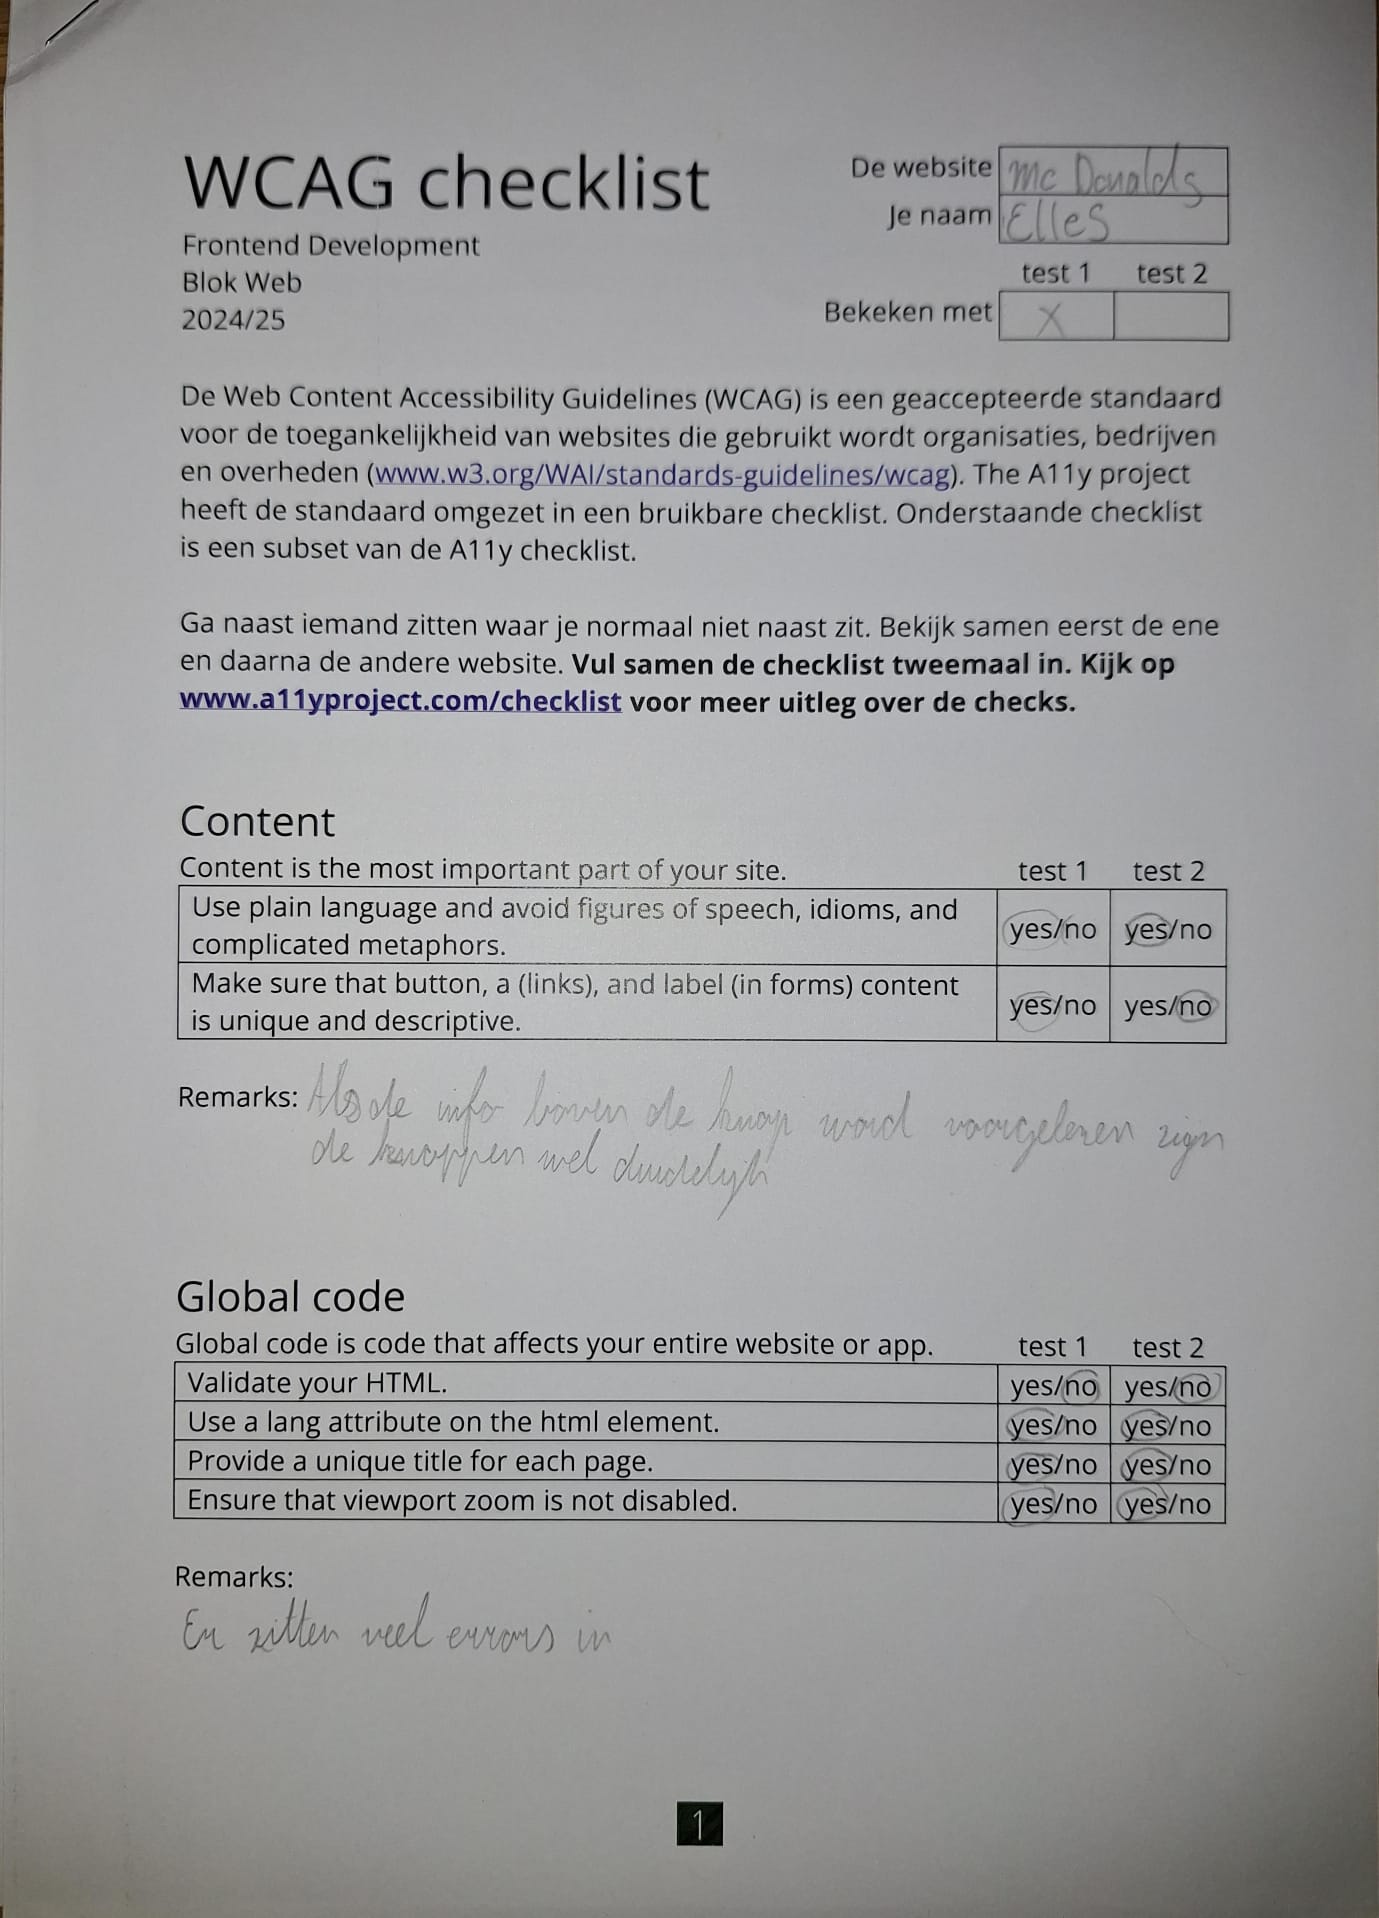 WCAG checklist
Frontend Development
Blok Web
2024/25
De website Mc Donalds
Je naam Elles
test 1 test 2
Bekeken met X
De Web Content Accessibility Guidelines (WCAG) is een geaccepteerde standaard
voor de toegankelijkheid van websites die gebruikt wordt organisaties, bedrijven
en overheden (www.w3.org/WAI/standards-guidelines/wcag). The A11y project
heeft de standaard omgezet in een bruikbare checklist. Onderstaande checklist
is een subset van de A11y checklist.
Ga naast iemand zitten waar je normaal niet naast zit. Bekijk samen eerst de ene
en daarna de andere website. Vul samen de checklist tweemaal in. Kijk op
www.a11yproject.com/checklist voor meer uitleg over de checks.
Content
Content is the most important part of your site. test 1 test 2
Use plain language and avoid figures of speech, idioms, and
complicated metaphors. yes/no yes/no
Make sure that button, a (links), and label (in forms) content
is unique and descriptive. yes/no yes/no
Remarks: Als de info boven de knop word voorgelezen zijn
de knoppen wel duidelijk
Global code
Global code is code that affects your entire website or app. test 1 test 2
Validate your HTML. yes/no yes/no
Use a lang attribute on the html element. yes/no yes/no
Provide a unique title for each page. yes/no yes/no
Ensure that viewport zoom is not disabled. yes/no yes/no
Remarks:
Er zitten veel errors in
1